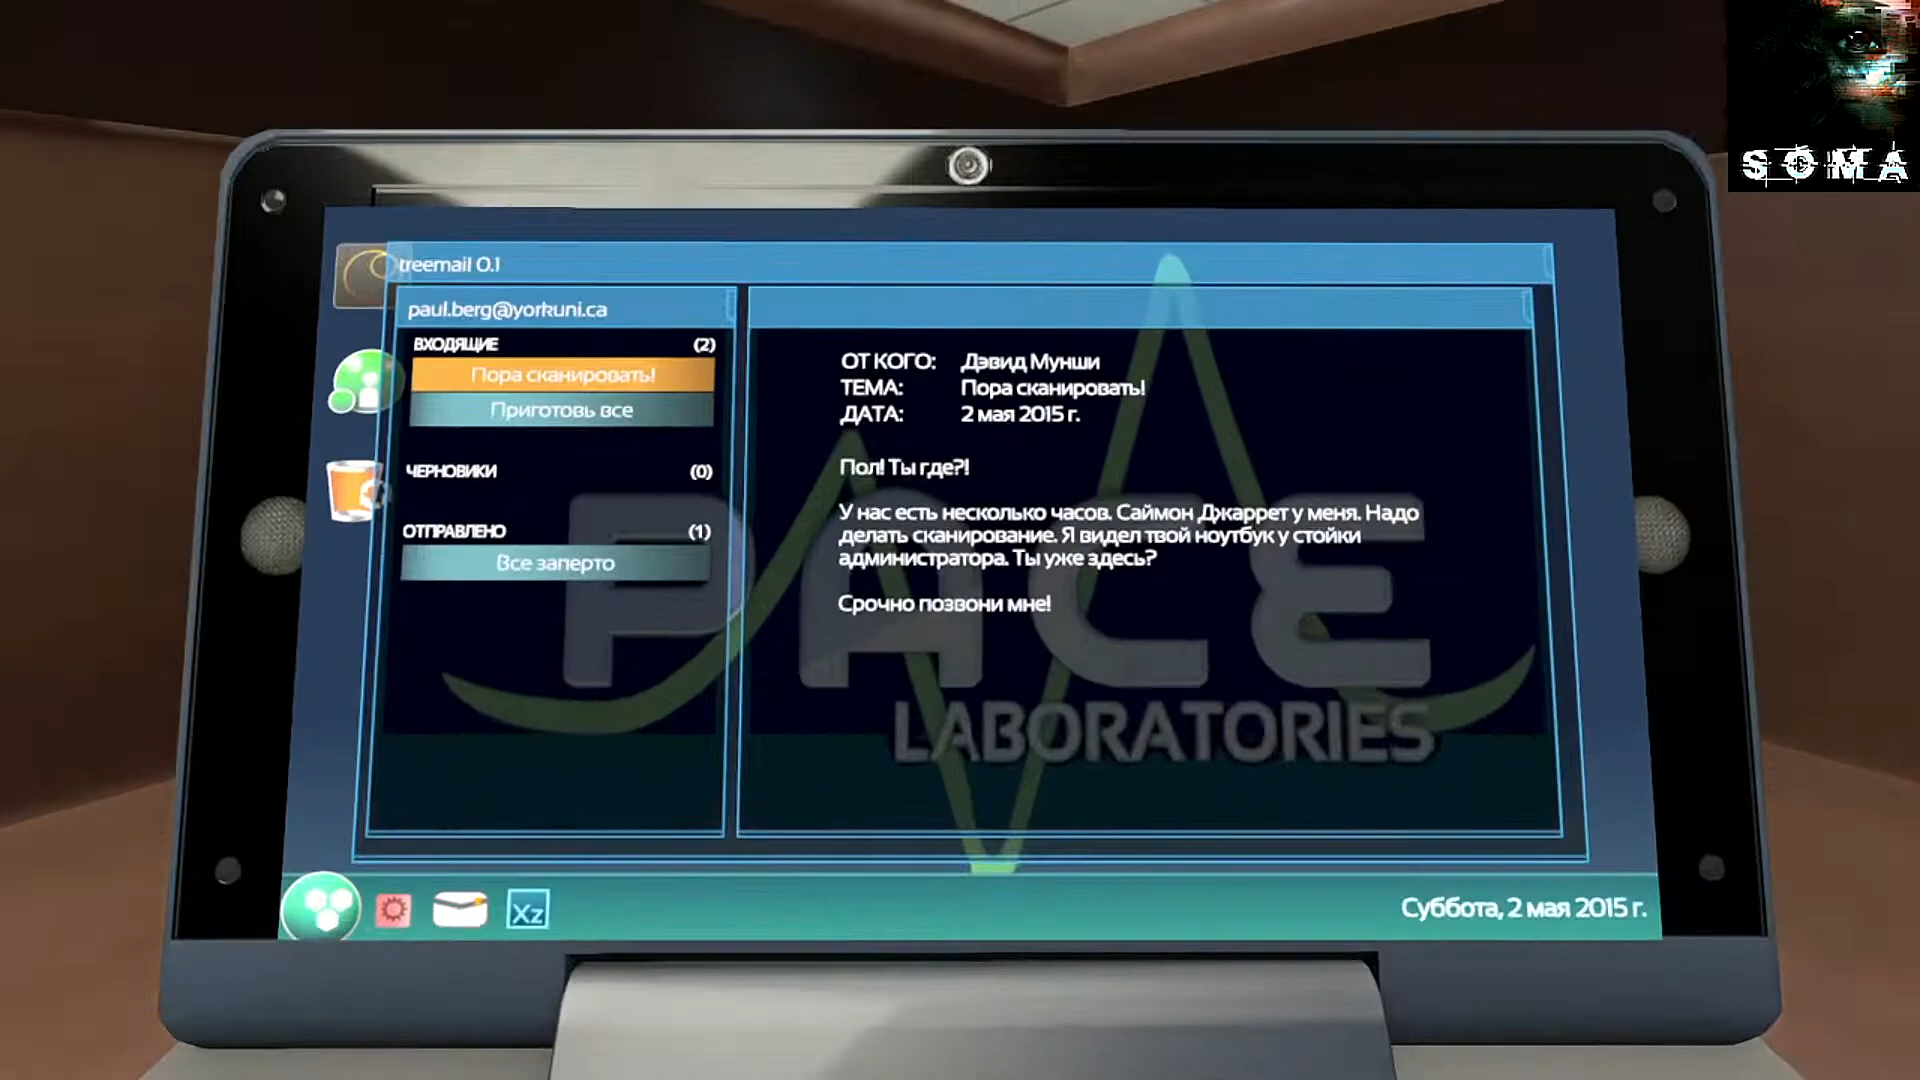 SOMA
treemail 0.1
paul.berg@yorkuni.ca
ВХОДЯЩИЕ (2)
Пора сканировать!
Приготовь все
ЧЕРНОВИКИ (0)
ОТПРАВЛЕНО (1)
Все заперто
ОТ КОГО: Дэвид Мунши
ТЕМА: Пора сканировать!
ДАТА: 2 мая 2015 г.
Пол! Ты где?!
У нас есть несколько часов. Саймон Джаррет у меня. Надо
делать сканирование. Я видел твой ноутбук у стойки
администратора. Ты уже здесь?
Срочно позвони мне!
PACE
LABORATORIES
Xz
Суббота, 2 мая 2015 г.